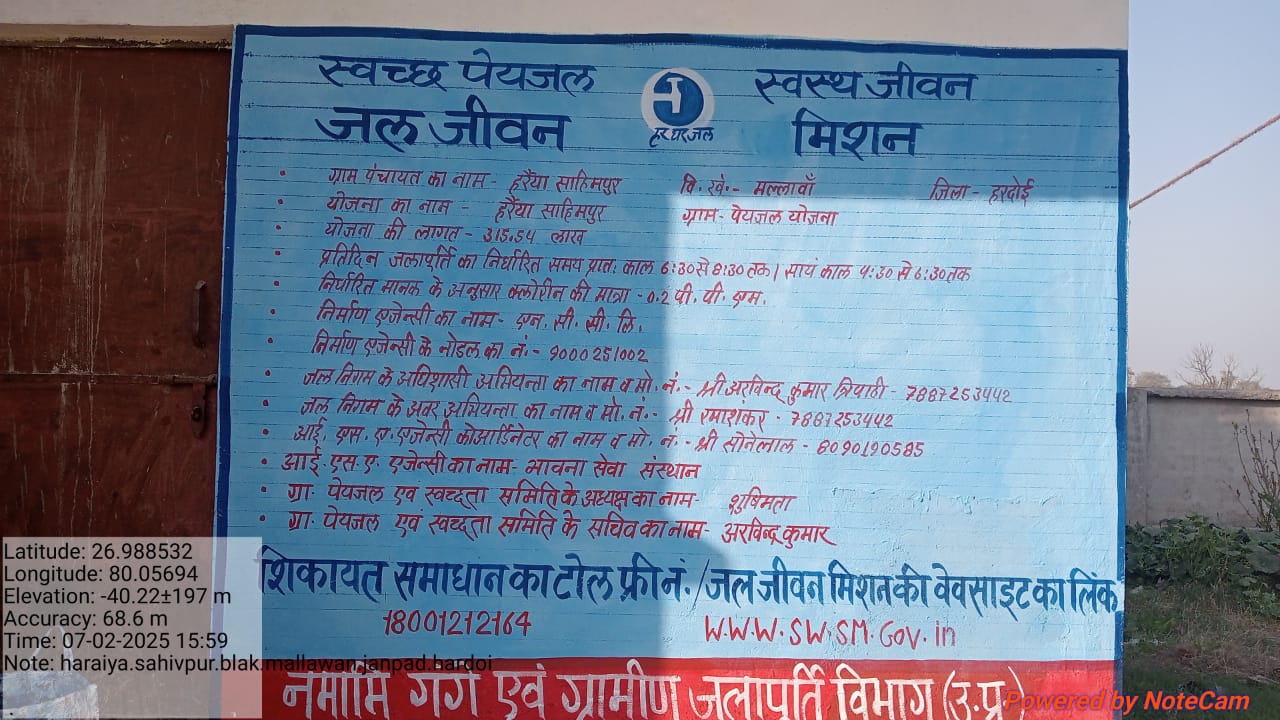 स्वच्छ पेयजल स्वस्थ जीवन
जल जीवन मिशन
हर घर जल
• ग्राम पंचायत का नाम - हरैया साहिमपुर वि. खं.- मल्लावाँ जिला - हरदोई
• योजना का नाम - हरैया साहिमपुर ग्राम - पेयजल योजना
• योजना की लागत - 315.54 लाख
• प्रतिदिन जलापूर्ति का निर्धारित समय प्रात: काल 6:30 से 8:30 तक / सायं काल 4:30 से 6:30 तक
• निर्धारित मानक के अनुसार क्लोरीन की मात्रा - 0.2 पी. पी. एम.
• निर्माण एजेन्सी का नाम - एन. सी. सी. लि.
• निर्माण एजेन्सी के नोडल का नं. - 9000251002
• जल निगम के अधिशासी अभियन्ता का नाम व मो. नं. - श्री अरविन्द कुमार त्रिपाठी - 7887253442
• जल निगम के अवर अभियन्ता का नाम व मो. नं. - श्री रमाशंकर - 7887253442
• आई. एस. ए. एजेन्सी कोआर्डिनेटर का नाम व मो. नं. - श्री सोनेलाल - 8090190585
• आई. एस. ए. एजेन्सी का नाम - भावना सेवा संस्थान
• ग्रा. पेयजल एवं स्वच्छता समिति के अध्यक्ष का नाम - शुषिमता
• ग्रा. पेयजल एवं स्वच्छता समिति के सचिव का नाम - अरविन्द कुमार
शिकायत समाधान का टोल फ्री नं. / जल जीवन मिशन की वेवसाइट का लिंक
18001212164 W.W.W.SWSM.Gov.in
नमामि गंगे एवं ग्रामीण जलापूर्ति विभाग (उ.प्र.)
Latitude: 26.988532
Longitude: 80.05694
Elevation: -40.22±197 m
Accuracy: 68.6 m
Time: 07-02-2025 15:59
Note: haraiya.sahivpur.blak.mallawan.janpad.hardoi
Powered by NoteCam